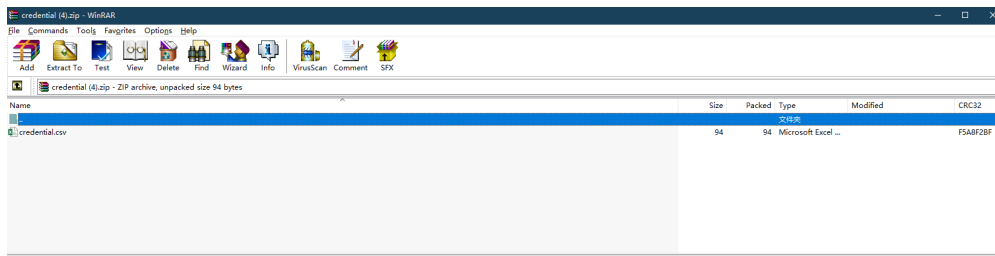 credential (4).zip - WinRAR
File Commands Tools Favorites Options Help
Add Extract To Test View Delete Find Wizard Info VirusScan Comment SFX
credential (4).zip - ZIP archive, unpacked size 94 bytes
Name Size Packed Type Modified CRC32
.. 文件夹
credential.csv 94 94 Microsoft Excel ... F5A8F2BF